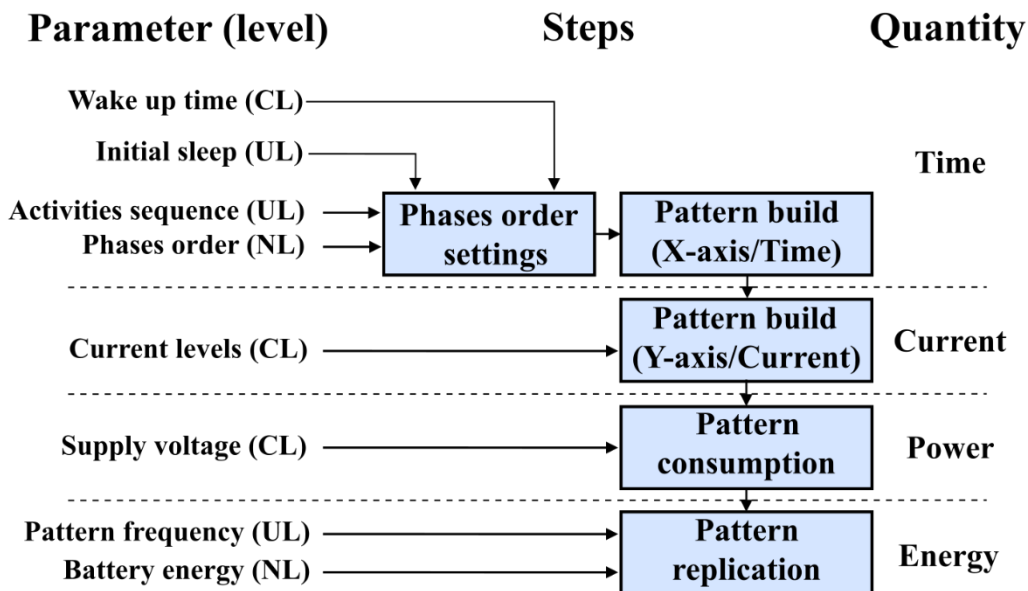 Parameter (level) Steps Quantity
Wake up time (CL)
Initial sleep (UL)
Time
Activities sequence (UL)
Phases order (NL)
Phases order
settings
Pattern build
(X-axis/Time)
Current levels (CL)
Pattern build
(Y-axis/Current)
Current
Supply voltage (CL)
Pattern
consumption
Power
Pattern frequency (UL)
Battery energy (NL)
Pattern
replication
Energy